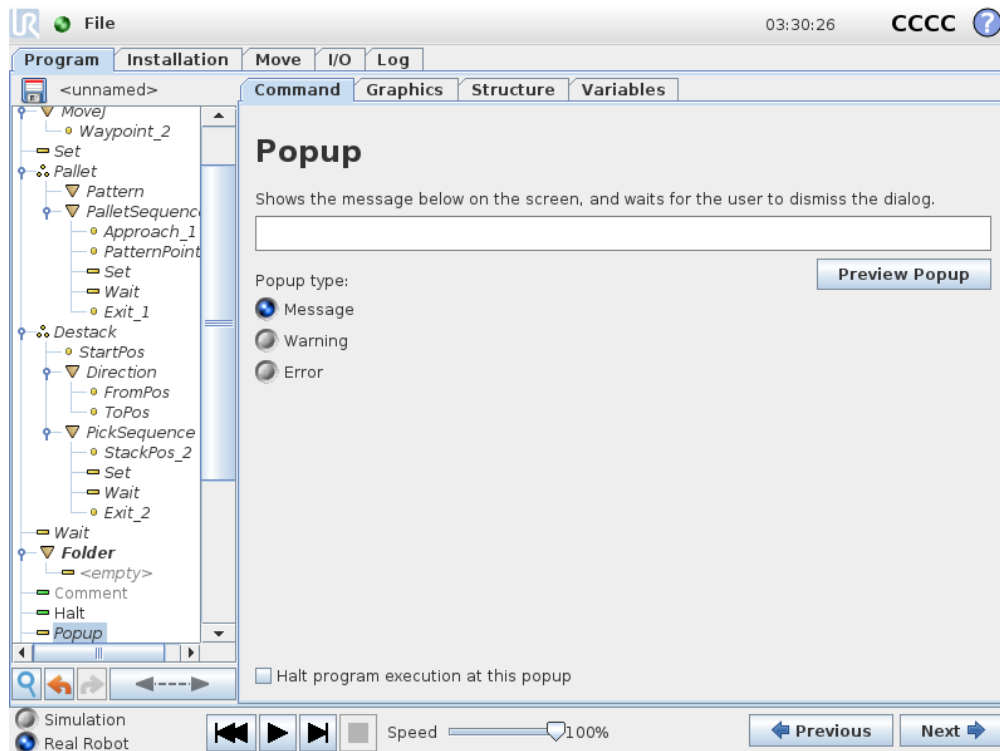 UR File 03:30:26 CCCC ?
Program Installation Move I/O Log
<unnamed>
Command Graphics Structure Variables
MoveJ
Waypoint_2
Set
Pallet
Pattern
PalletSequenc
Approach_1
PatternPoint
Set
Wait
Exit_1
Destack
StartPos
Direction
FromPos
ToPos
PickSequence
StackPos_2
Set
Wait
Exit_2
Wait
Folder
<empty>
Comment
Halt
Popup
Popup
Shows the message below on the screen, and waits for the user to dismiss the dialog.
Preview Popup
Popup type:
Message
Warning
Error
Halt program execution at this popup
Simulation
Real Robot
Speed 100%
Previous Next